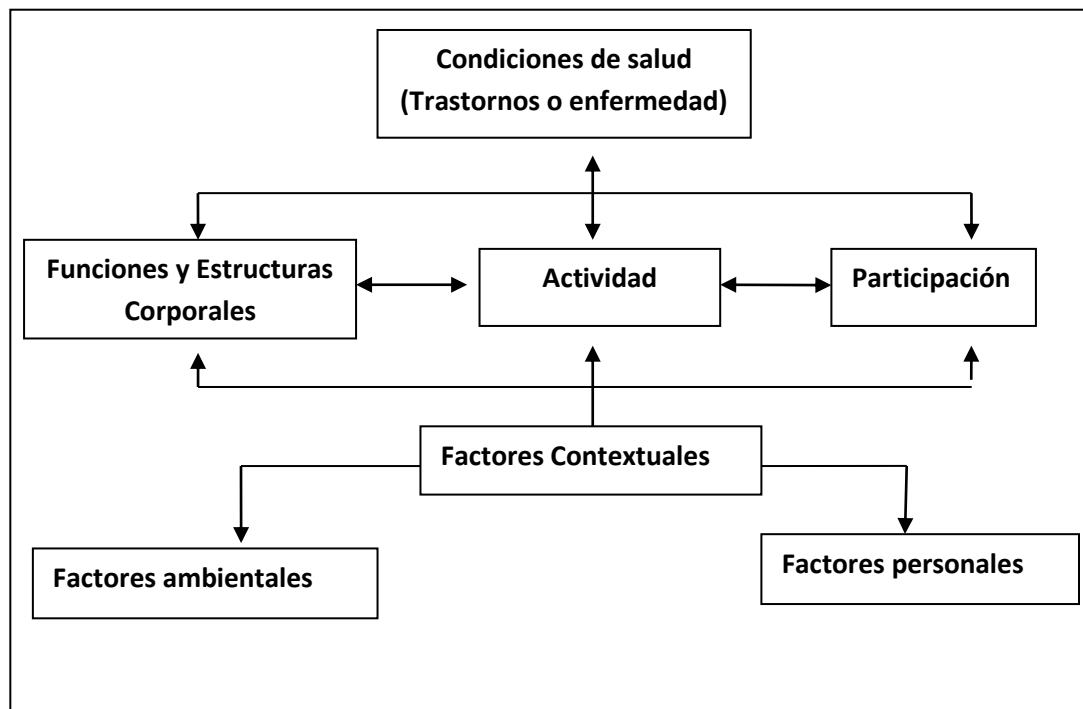 Condiciones de salud
(Trastornos o enfermedad)
Funciones y Estructuras
Corporales
Actividad
Participación
Factores Contextuales
Factores ambientales
Factores personales